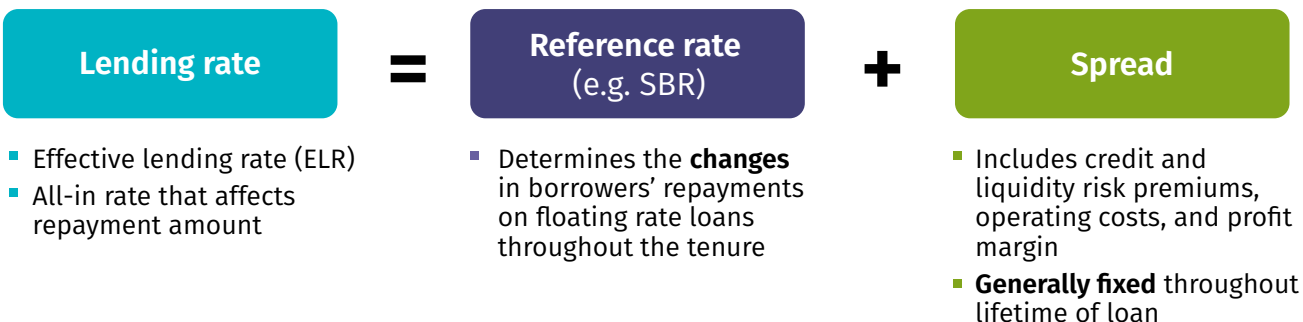 Lending rate
=
Reference rate
(e.g. SBR)
+
Spread
▪ Effective lending rate (ELR)
▪ All-in rate that affects
repayment amount
▪ Determines the changes
in borrowers’ repayments
on floating rate loans
throughout the tenure
▪ Includes credit and
liquidity risk premiums,
operating costs, and profit
margin
▪ Generally fixed throughout
lifetime of loan